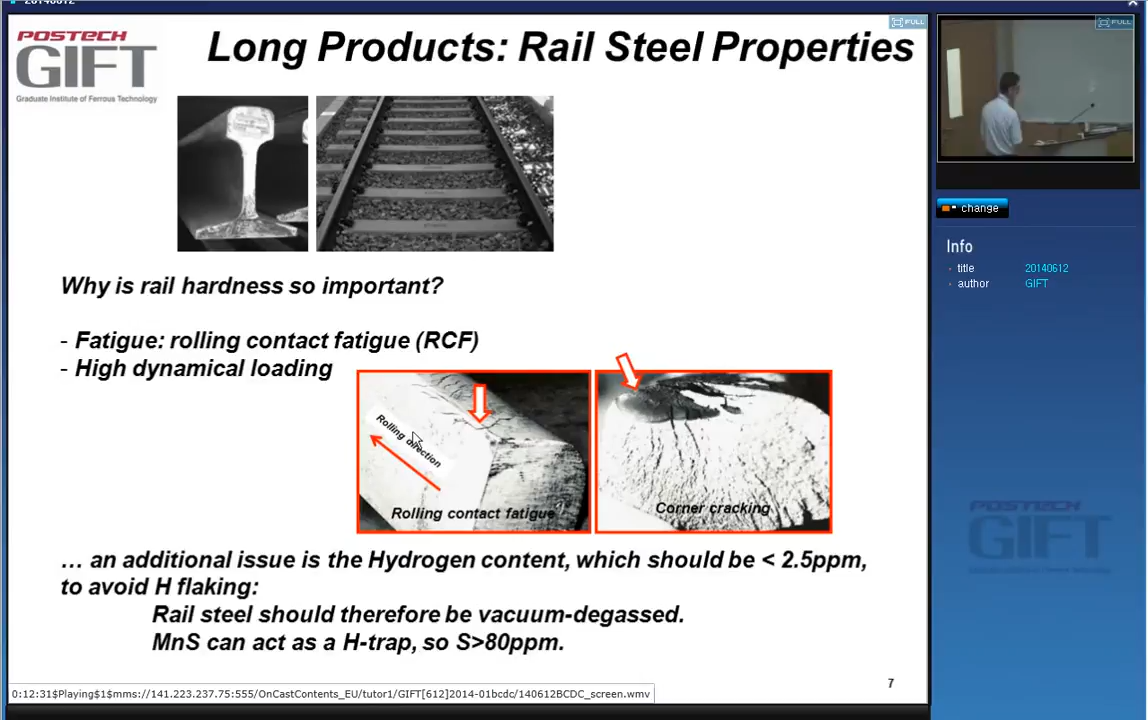 20140612
POSTECH
GIFT
Graduate Institute of Ferrous Technology
Long Products: Rail Steel Properties
FULL
FULL
change
Info
title 20140612
author GIFT
Why is rail hardness so important?
- Fatigue: rolling contact fatigue (RCF)
- High dynamical loading
Rolling direction
Rolling contact fatigue
Corner cracking
... an additional issue is the Hydrogen content, which should be < 2.5ppm,
to avoid H flaking:
Rail steel should therefore be vacuum-degassed.
MnS can act as a H-trap, so S>80ppm.
POSTECH
GIFT
7
0:12:31$Playing$1$mms://141.223.237.75:555/OnCastContents_EU/tutor1/GIFT[612]2014-01bcdc/140612BCDC_screen.wmv